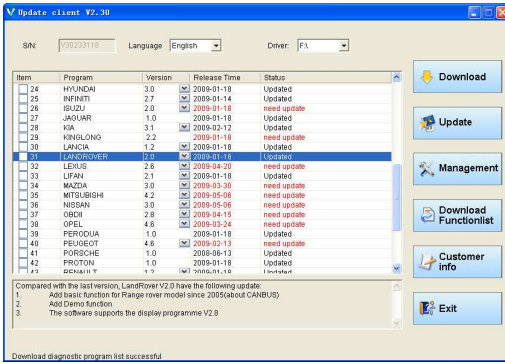 Update client V2.30
S/N: V30233110 Language English Driver: F:\
Item Program Version Release Time Status
24 HYUNDAI 3.0 2009-01-18 Updated
25 INFINITI 2.7 2009-01-14 Updated
26 ISUZU 2.0 2009-01-18 need update
27 JAGUAR 1.0 2009-01-18 Updated
28 KIA 3.1 2009-02-12 Updated
29 KINGLONG 2.2 2009-01-18 need update
30 LANCIA 1.2 2009-01-18 Updated
31 LANDROVER 2.0 2009-01-18 Updated
32 LEXUS 2.6 2009-04-20 need update
33 LIFAN 2.1 2009-01-18 Updated
34 MAZDA 3.0 2009-03-30 need update
35 MITSUBISHI 4.2 2009-05-06 need update
36 NISSAN 3.0 2009-05-06 need update
37 OBDII 2.8 2009-04-15 need update
38 OPEL 4.6 2009-03-24 need update
39 PERODUA 1.0 2009-01-18 Updated
40 PEUGEOT 4.6 2009-02-13 need update
41 PORSCHE 1.0 2008-06-13 Updated
42 PROTON 1.0 2009-01-18 Updated
43 RENAULT 1.2 2009-01-18 Updated
Compared with the last version, LandRover V2.0 have the following update:
1. Add basic function for Range rover model since 2005(about CANBUS)
2. Add Demo function
3. The software supports the display programme V2.8
Download diagnostic program list successful
Download
Update
Management
Download
Functionlist
Customer
info
Exit